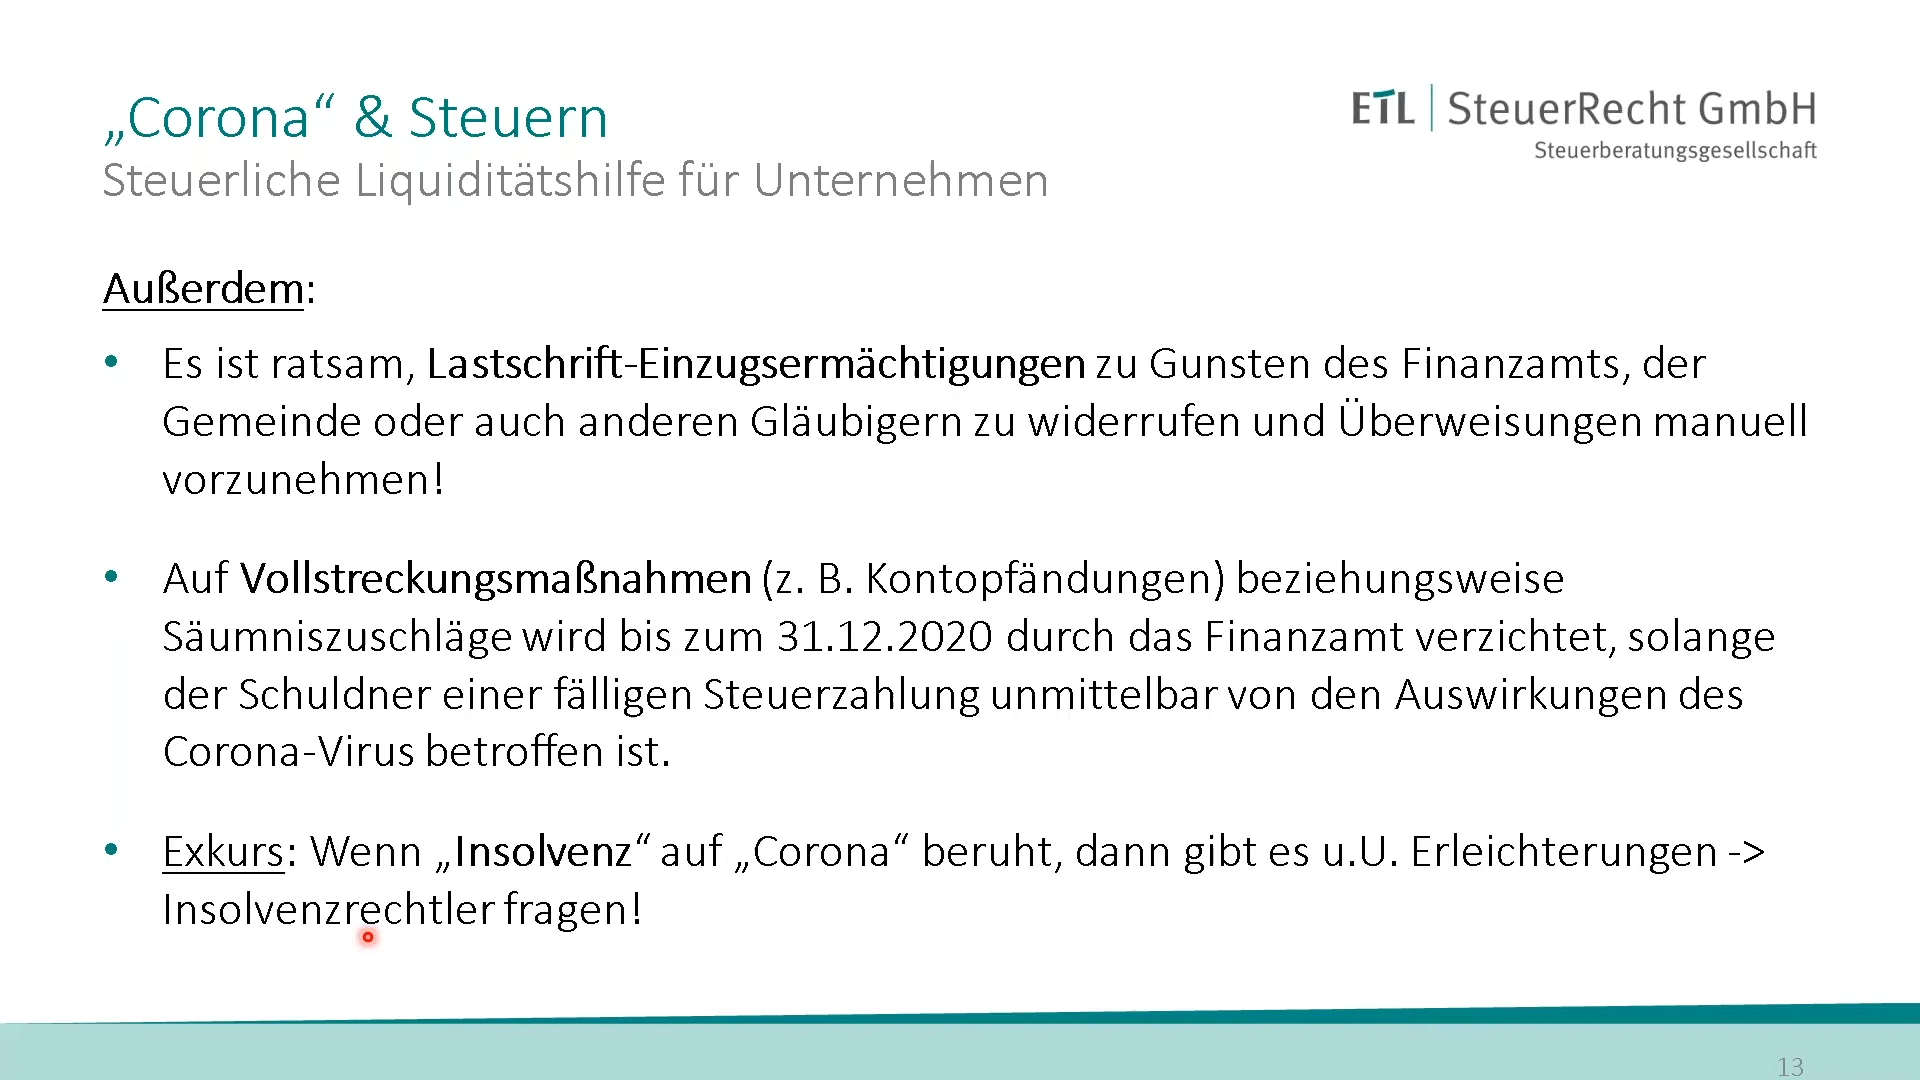 „Corona“ & Steuern
Steuerliche Liquiditätshilfe für Unternehmen
ETL | SteuerRecht GmbH
Steuerberatungsgesellschaft
Außerdem:
• Es ist ratsam, Lastschrift-Einzugsermächtigungen zu Gunsten des Finanzamts, der
Gemeinde oder auch anderen Gläubigern zu widerrufen und Überweisungen manuell
vorzunehmen!
• Auf Vollstreckungsmaßnahmen (z. B. Kontopfändungen) beziehungsweise
Säumniszuschläge wird bis zum 31.12.2020 durch das Finanzamt verzichtet, solange
der Schuldner einer fälligen Steuerzahlung unmittelbar von den Auswirkungen des
Corona-Virus betroffen ist.
• Exkurs: Wenn „Insolvenz“ auf „Corona“ beruht, dann gibt es u.U. Erleichterungen ->
Insolvenzrechtler fragen!
13